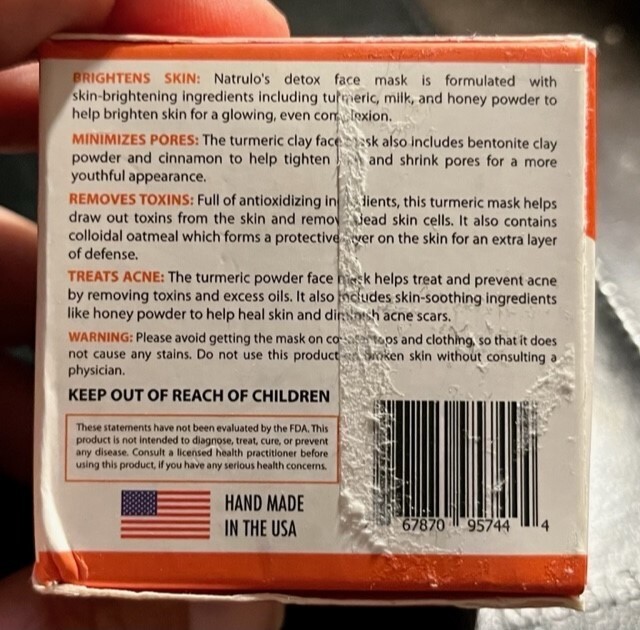 BRIGHTENS SKIN: Natrulo's detox face mask is formulated with
skin-brightening ingredients including turmeric, milk, and honey powder to
help brighten skin for a glowing, even complexion.
MINIMIZES PORES: The turmeric clay face mask also includes bentonite clay
powder and cinnamon to help tighten and shrink pores for a more
youthful appearance.
REMOVES TOXINS: Full of antioxidizing ingredients, this turmeric mask helps
draw out toxins from the skin and remove dead skin cells. It also contains
colloidal oatmeal which forms a protective layer on the skin for an extra layer
of defense.
TREATS ACNE: The turmeric powder face mask helps treat and prevent acne
by removing toxins and excess oils. It also includes skin-soothing ingredients
like honey powder to help heal skin and diminish acne scars.
WARNING: Please avoid getting the mask on countertops and clothing, so that it does
not cause any stains. Do not use this product on broken skin without consulting a
physician.
KEEP OUT OF REACH OF CHILDREN
These statements have not been evaluated by the FDA. This
product is not intended to diagnose, treat, cure, or prevent
any disease. Consult a licensed health practitioner before
using this product, if you have any serious health concerns.
HAND MADE
IN THE USA
67870 95744 4